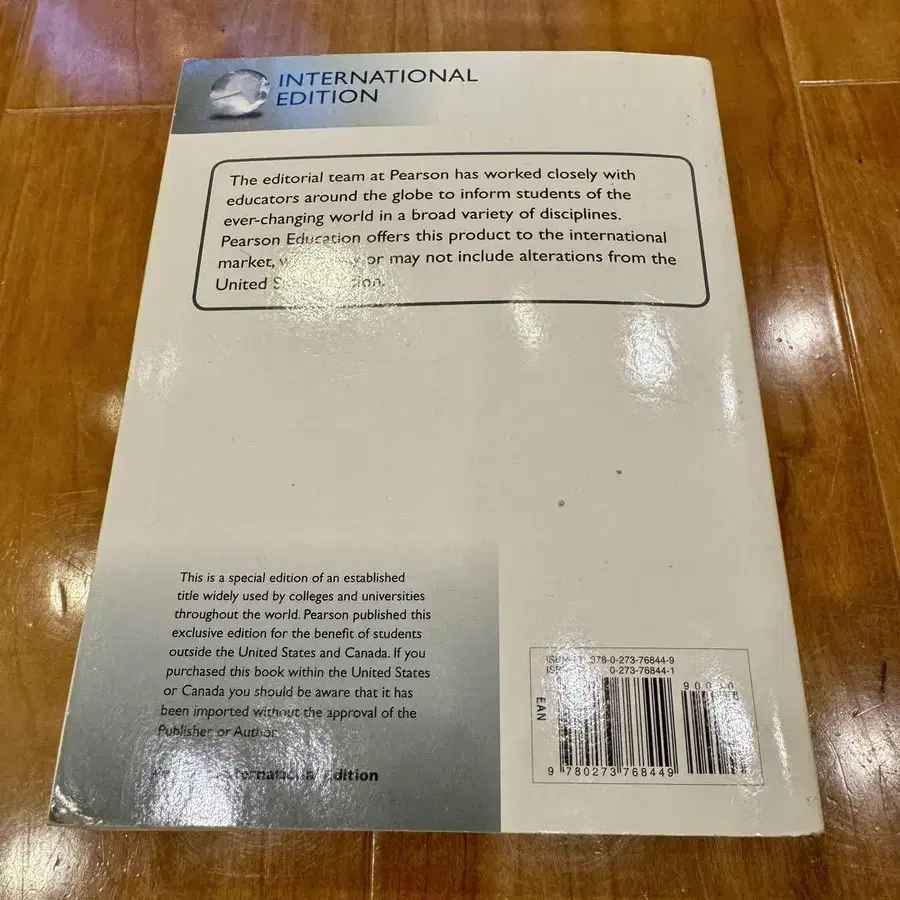 INTERNATIONAL
EDITION
The editorial team at Pearson has worked closely with
educators around the globe to inform students of the
ever-changing world in a broad variety of disciplines.
Pearson Education offers this product to the international
market, or may not include alterations from the
United
This is a special edition of an established
title widely used by colleges and universities
throughout the world. Pearson published this
exclusive edition for the benefit of students
outside the United States and Canada. If you
purchased this book within the United States
or Canada you should be aware that it has
been imported without the approval of the
Publisher or Author.
International Edition
978-0-273-76844-9
0-273-76844-1
EAN
9 780273 768449